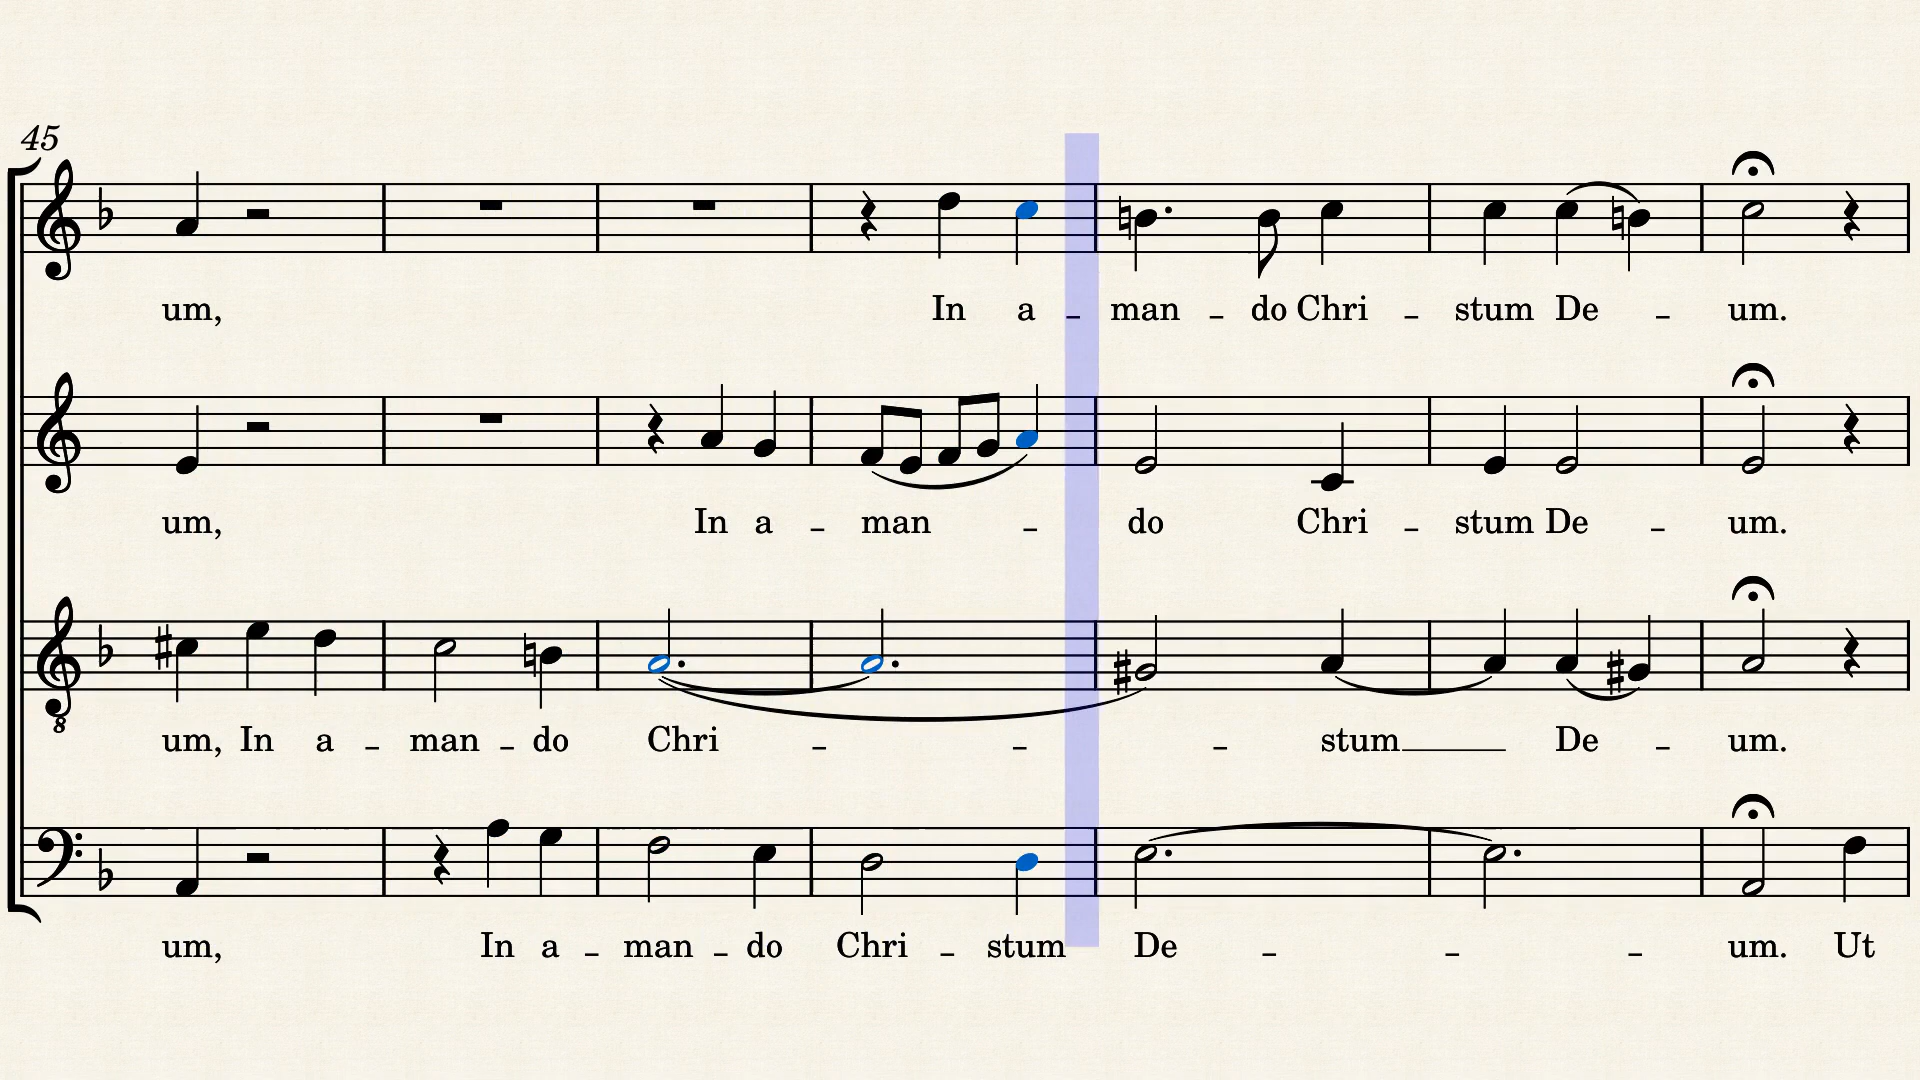 45
um, In a - man - do Chri - stum De - um.
um, In a - man - do Chri - stum De - um.
8
um, In a - man - do Chri - - - stum De - um.
um, In a - man - do Chri - stum De - - - um. Ut